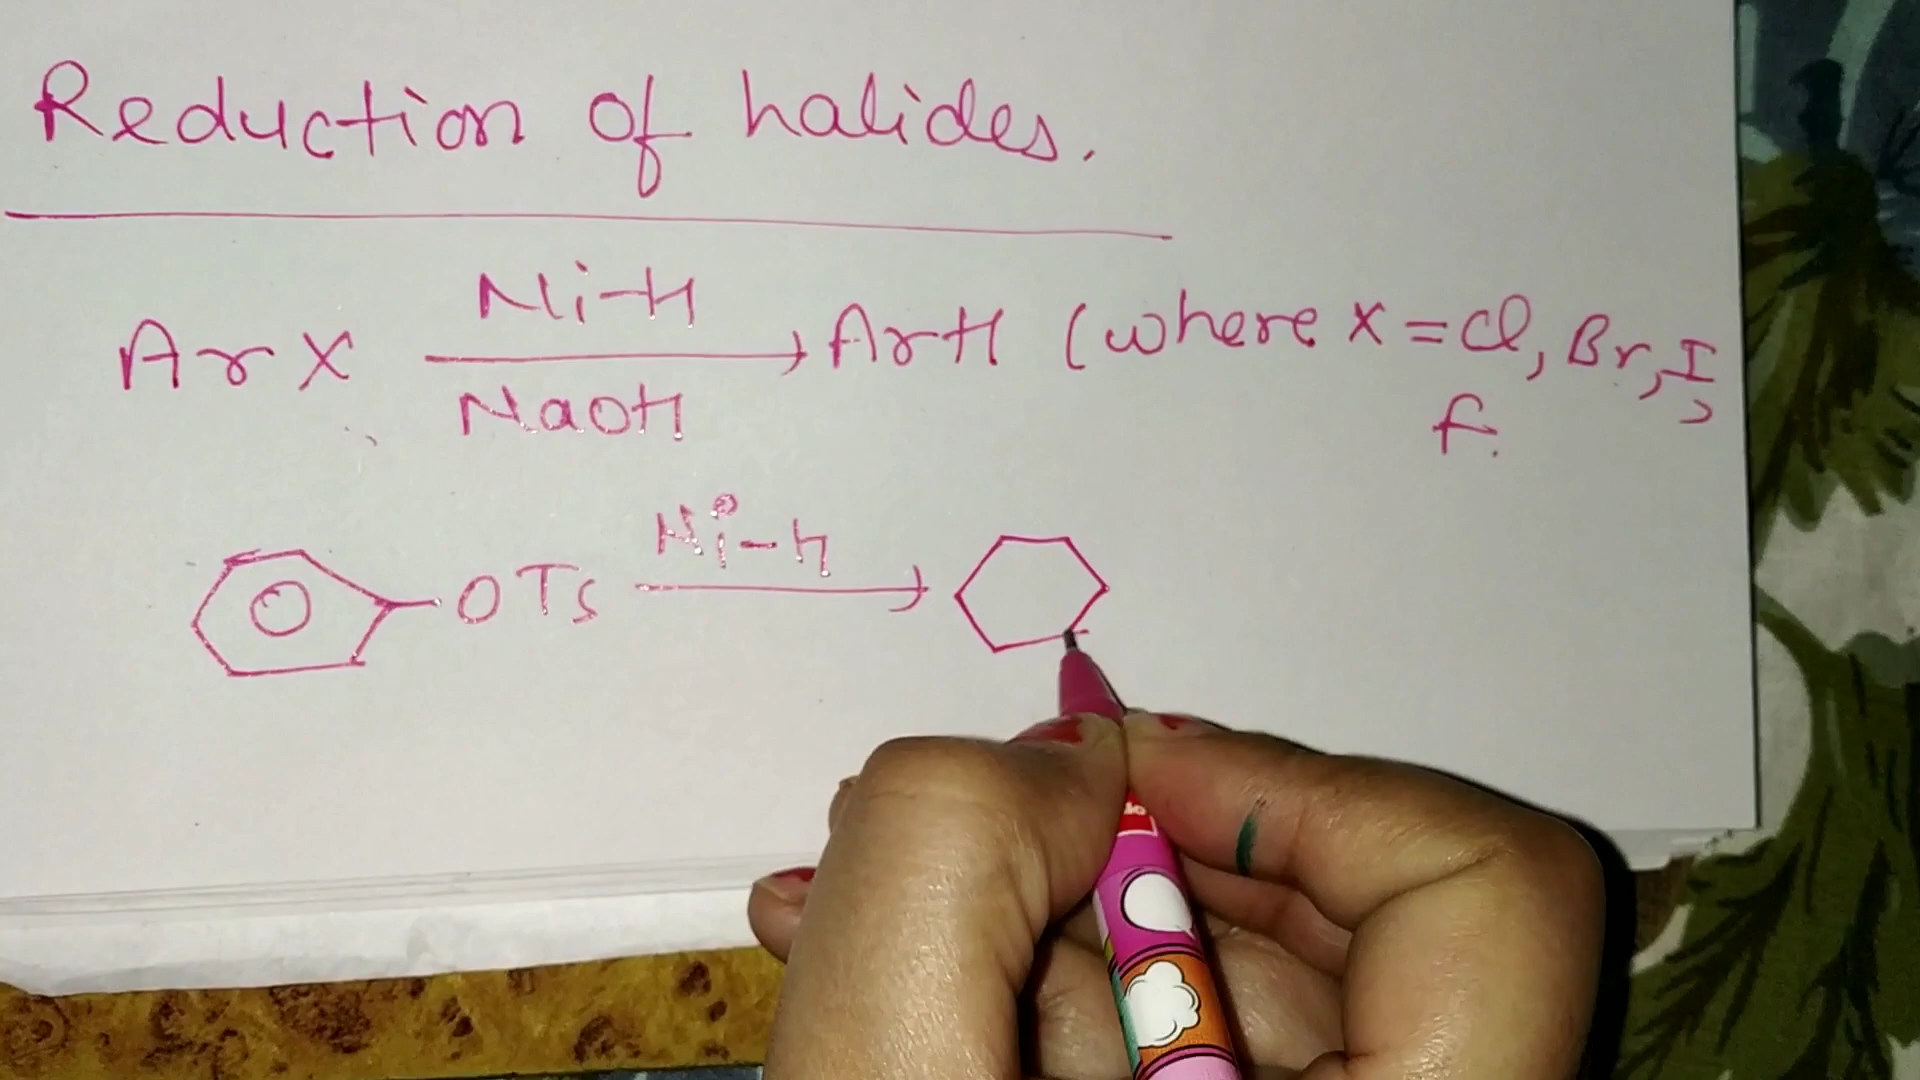 Reduction of halides.
ArX Ni-H NaOH → ArH (where X = Cl, Br, I,
f.
OTs Ni-H →